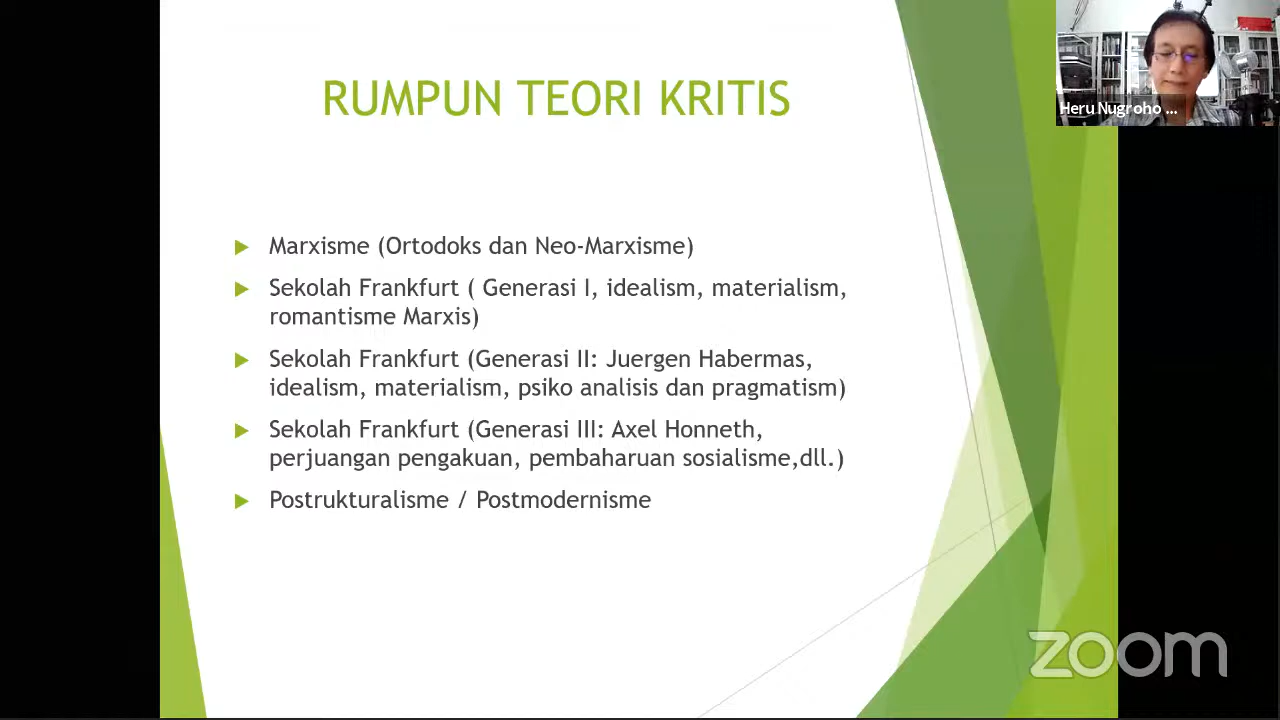 RUMPUN TEORI KRITIS
Heru Nugroho ...
Marxisme (Ortodoks dan Neo-Marxisme)
Sekolah Frankfurt ( Generasi I, idealism, materialism,
romantisme Marxis)
Sekolah Frankfurt (Generasi II: Juergen Habermas,
idealism, materialism, psiko analisis dan pragmatism)
Sekolah Frankfurt (Generasi III: Axel Honneth,
perjuangan pengakuan, pembaharuan sosialisme,dll.)
Postrukturalisme / Postmodernisme
zoom